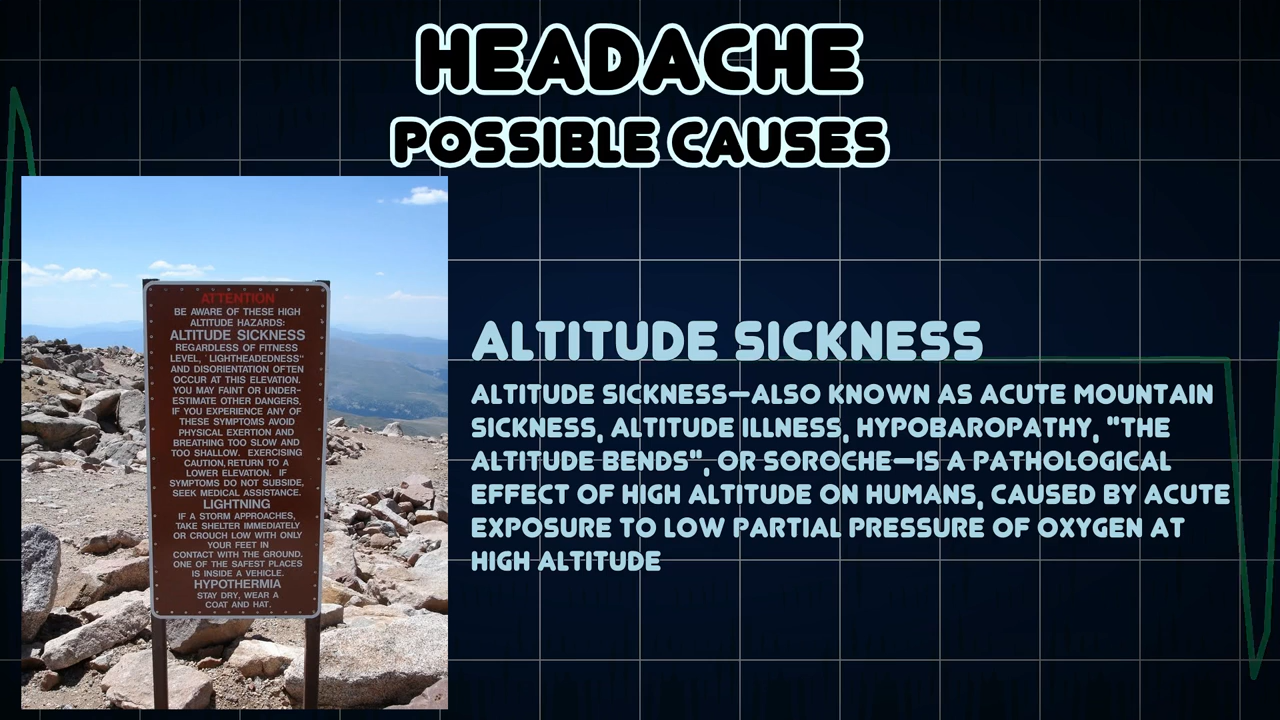 HEADACHE
POSSIBLE CAUSES
ATTENTION
BE AWARE OF THESE HIGH
ALTITUDE HAZARDS:
ALTITUDE SICKNESS
REGARDLESS OF FITNESS
LEVEL, 'LIGHTHEADEDNESS"
AND DISORIENTATION OFTEN
OCCUR AT THIS ELEVATION.
YOU MAY FAINT OR UNDER-
ESTIMATE OTHER DANGERS.
IF YOU EXPERIENCE ANY OF
THESE SYMPTOMS AVOID
PHYSICAL EXERTION AND
BREATHING TOO SLOW AND
TOO SHALLOW. EXERCISING
CAUTION, RETURN TO A
LOWER ELEVATION. IF
SYMPTOMS DO NOT SUBSIDE,
SEEK MEDICAL ASSISTANCE.
LIGHTNING
IF A STORM APPROACHES,
TAKE SHELTER IMMEDIATELY
OR CROUCH LOW WITH ONLY
YOUR FEET IN
CONTACT WITH THE GROUND.
ONE OF THE SAFEST PLACES
IS INSIDE A VEHICLE.
HYPOTHERMIA
STAY DRY, WEAR A
COAT AND HAT.
ALTITUDE SICKNESS
ALTITUDE SICKNESS—ALSO KNOWN AS ACUTE MOUNTAIN
SICKNESS, ALTITUDE ILLNESS, HYPOBAROPATHY, "THE
ALTITUDE BENDS", OR SOROCHE—IS A PATHOLOGICAL
EFFECT OF HIGH ALTITUDE ON HUMANS, CAUSED BY ACUTE
EXPOSURE TO LOW PARTIAL PRESSURE OF OXYGEN AT
HIGH ALTITUDE